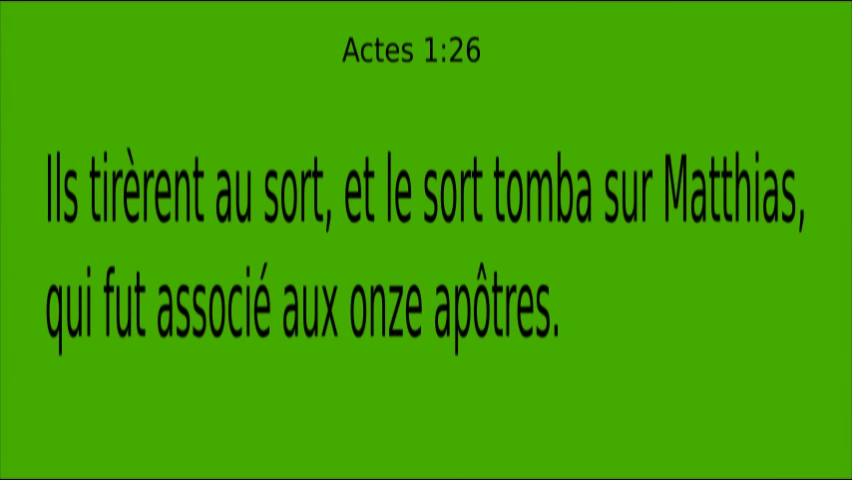 Actes 1:26
Ils tirèrent au sort, et le sort tomba sur Matthias,
qui fut associé aux onze apôtres.